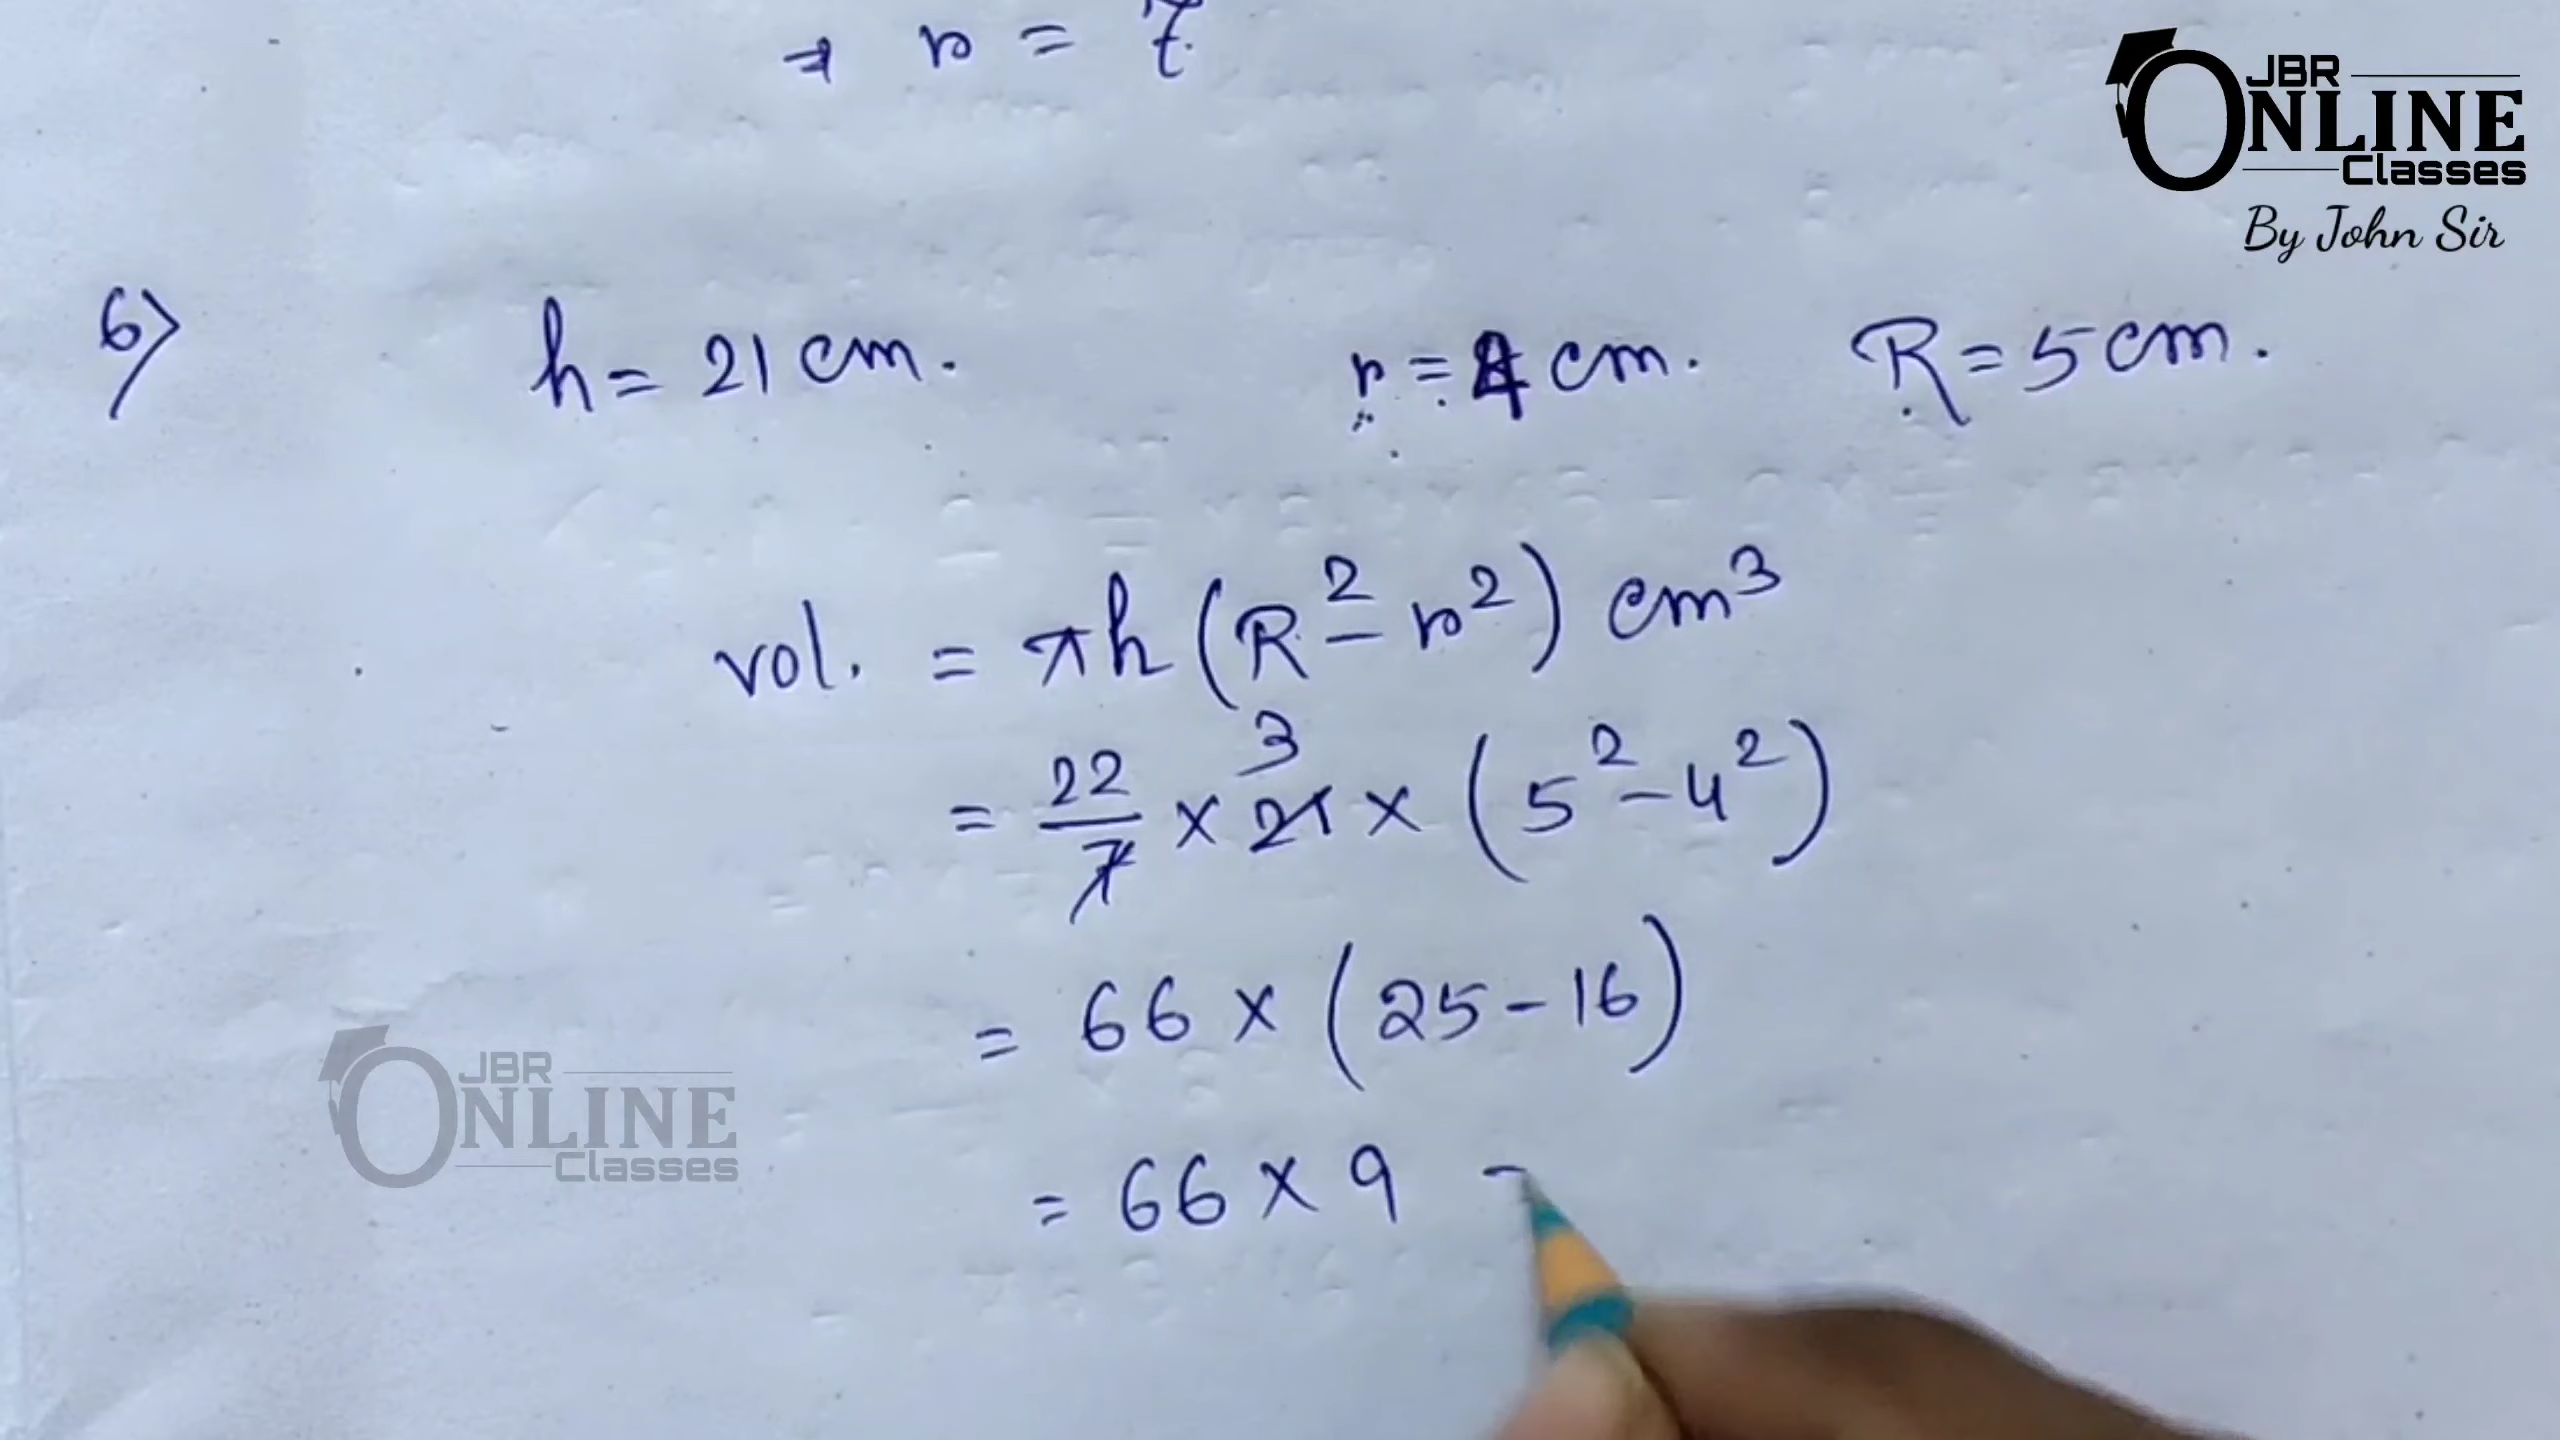 ⇒ r = 7.
JBR
ONLINE
Classes
By John Sir
6) h = 21 cm. r = 4 cm. R = 5 cm.
vol. = πh (R² - r²) cm³
= 22/7 × 21 × (5² - 4²)
3
= 66 × (25 - 16)
= 66 × 9 =
JBR
ONLINE
Classes